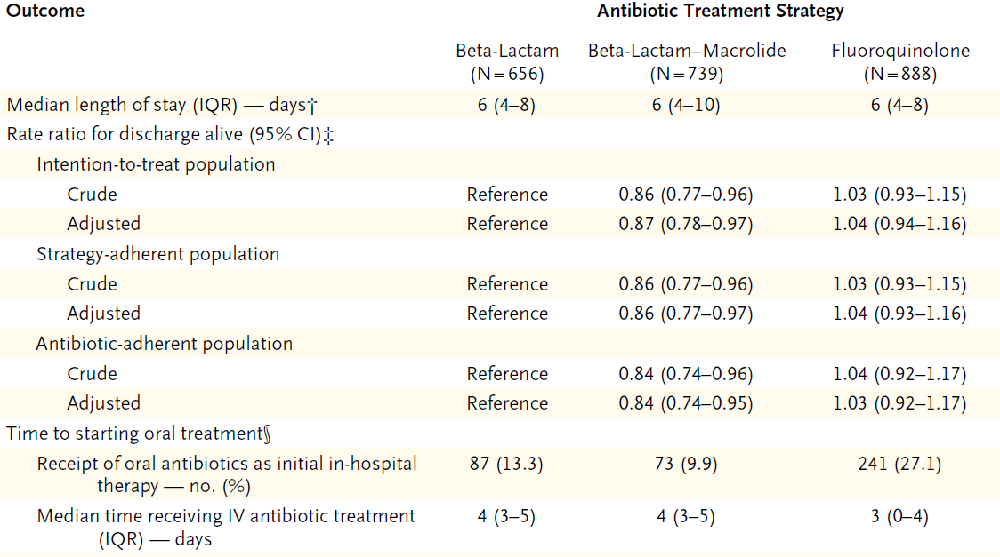 Outcome Antibiotic Treatment Strategy
Beta-Lactam Beta-Lactam–Macrolide Fluoroquinolone
(N=656) (N=739) (N=888)
Median length of stay (IQR) — days† 6 (4–8) 6 (4–10) 6 (4–8)
Rate ratio for discharge alive (95% CI)‡
Intention-to-treat population
Crude Reference 0.86 (0.77–0.96) 1.03 (0.93–1.15)
Adjusted Reference 0.87 (0.78–0.97) 1.04 (0.94–1.16)
Strategy-adherent population
Crude Reference 0.86 (0.77–0.96) 1.03 (0.93–1.15)
Adjusted Reference 0.86 (0.77–0.97) 1.04 (0.93–1.16)
Antibiotic-adherent population
Crude Reference 0.84 (0.74–0.96) 1.04 (0.92–1.17)
Adjusted Reference 0.84 (0.74–0.95) 1.03 (0.92–1.17)
Time to starting oral treatment§
Receipt of oral antibiotics as initial in-hospital 87 (13.3) 73 (9.9) 241 (27.1)
therapy — no. (%)
Median time receiving IV antibiotic treatment 4 (3–5) 4 (3–5) 3 (0–4)
(IQR) — days